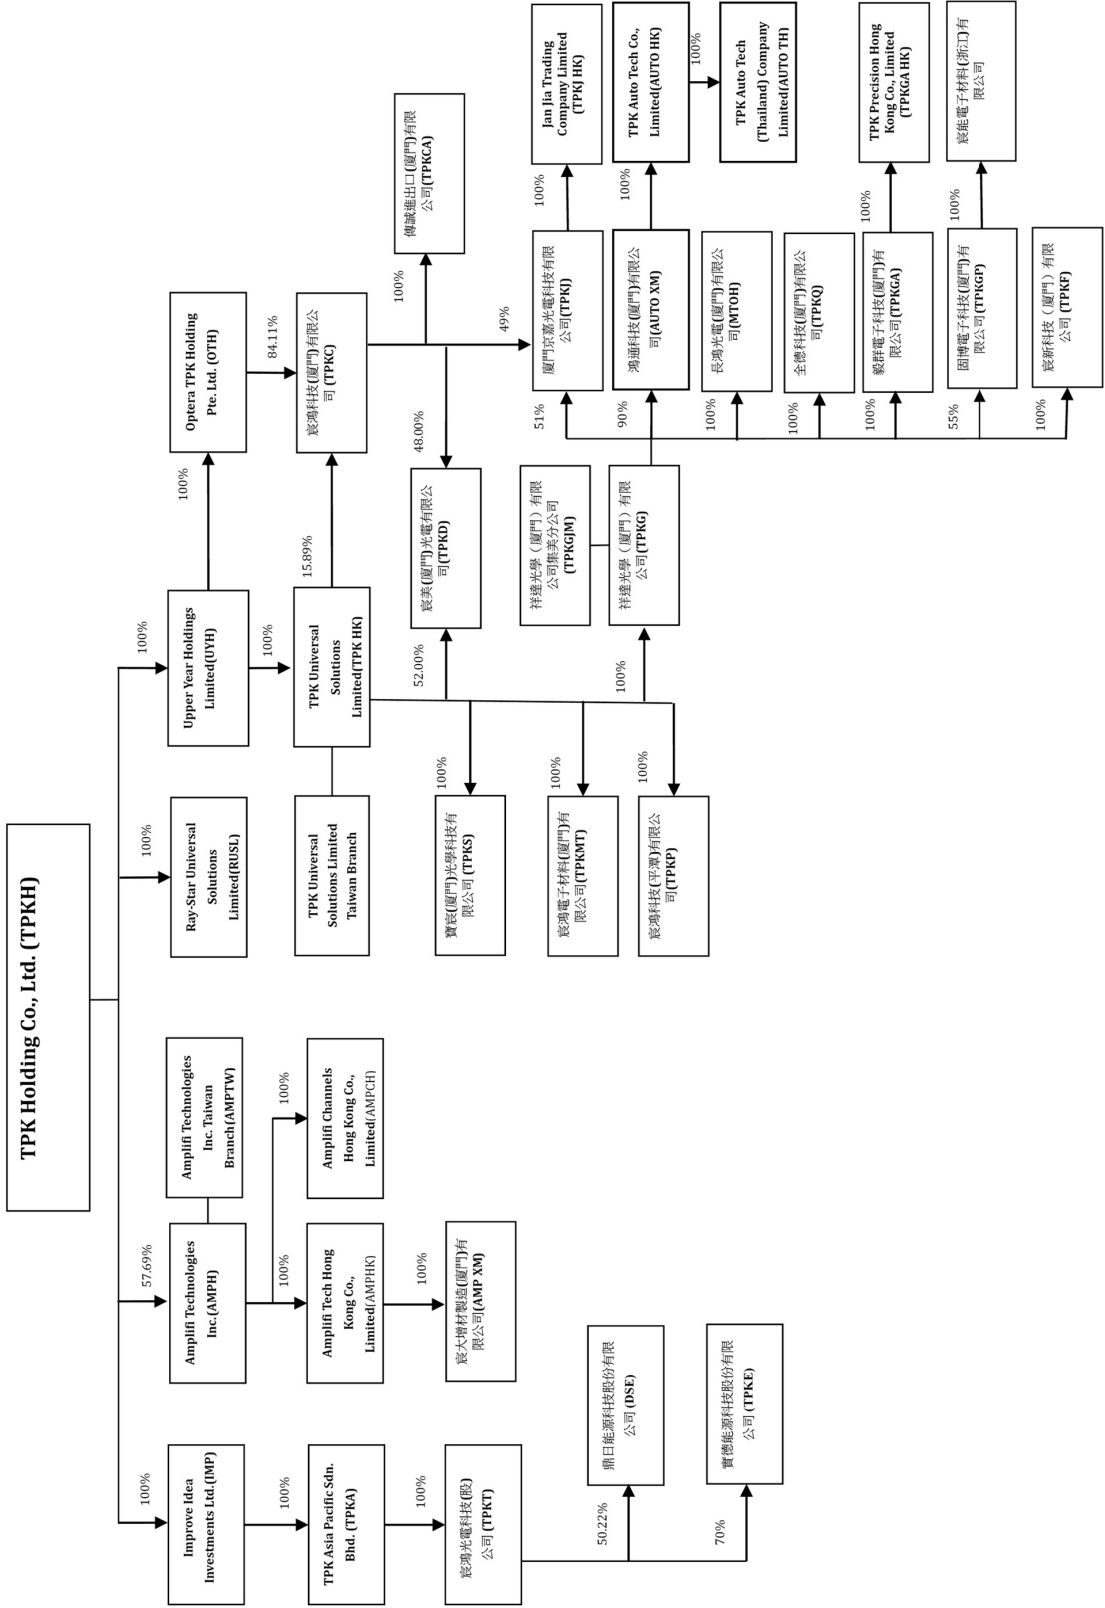 TPK Holding Co., Ltd. (TPKH)
100%
57.69%
100%
100%
Improve Idea
Investments Ltd.(IMP)
Amplifi Technologies
Inc.(AMPH)
Amplifi Technologies
Inc. Taiwan
Branch(AMPTW)
Ray-Star Universal
Solutions
Limited(RUSL)
Upper Year Holdings
Limited(UYH)
100%
Optera TPK Holding
Pte. Ltd. (OTH)
100%
100%
100%
100%
84.11%
TPK Asia Pacific Sdn.
Bhd. (TPKA)
Amplifi Tech Hong
Kong Co.,
Limited(AMPHK)
Amplifi Channels
Hong Kong Co.,
Limited(AMPCH)
TPK Universal
Solutions Limited
Taiwan Branch
TPK Universal
Solutions
Limited(TPK HK)
15.89%
宸鴻科技(廈門)有限公
司 (TPKC)
100%
100%
100%
宸鴻光電科技(股)
公司 (TPKT)
宸大增材製造(廈門)有
限公司(AMP XM)
傳誠進出口(廈門)有限
公司(TPKCA)
100%
寶宸(廈門)光學科技有
限公司 (TPKS)
52.00%
宸美(廈門)光電有限公
司(TPKD)
48.00%
49%
50.22%
鼎日能源科技股份有限
公司 (DSE)
100%
宸鴻電子材料(廈門)有
限公司(TPKMT)
祥達光學（廈門）有限
公司集美分公司
(TPKGJM)
51%
廈門京嘉光電科技有限
公司(TPKJ)
100%
Jan Jia Trading
Company Limited
(TPKJ HK)
100%
宸鴻科技(平潭)有限公
司(TPKP)
100%
祥達光學（廈門）有限
公司(TPKG)
90%
鴻通科技(廈門)有限公
司(AUTO XM)
100%
TPK Auto Tech Co.,
Limited(AUTO HK)
100%
70%
寶德能源科技股份有限
公司 (TPKE)
100%
長鴻光電(廈門)有限公
司(MTOH)
TPK Auto Tech
(Thailand) Company
Limited(AUTO TH)
100%
全德科技(廈門)有限公
司(TPKQ)
100%
毅群電子科技(廈門)有
限公司(TPKGA)
100%
TPK Precision Hong
Kong Co., Limited
(TPKGA HK)
55%
固博電子科技(廈門)有
限公司(TPKGP)
100%
宸能電子材料(浙江)有
限公司
100%
宸新科技（廈門）有限
公司 (TPKF)